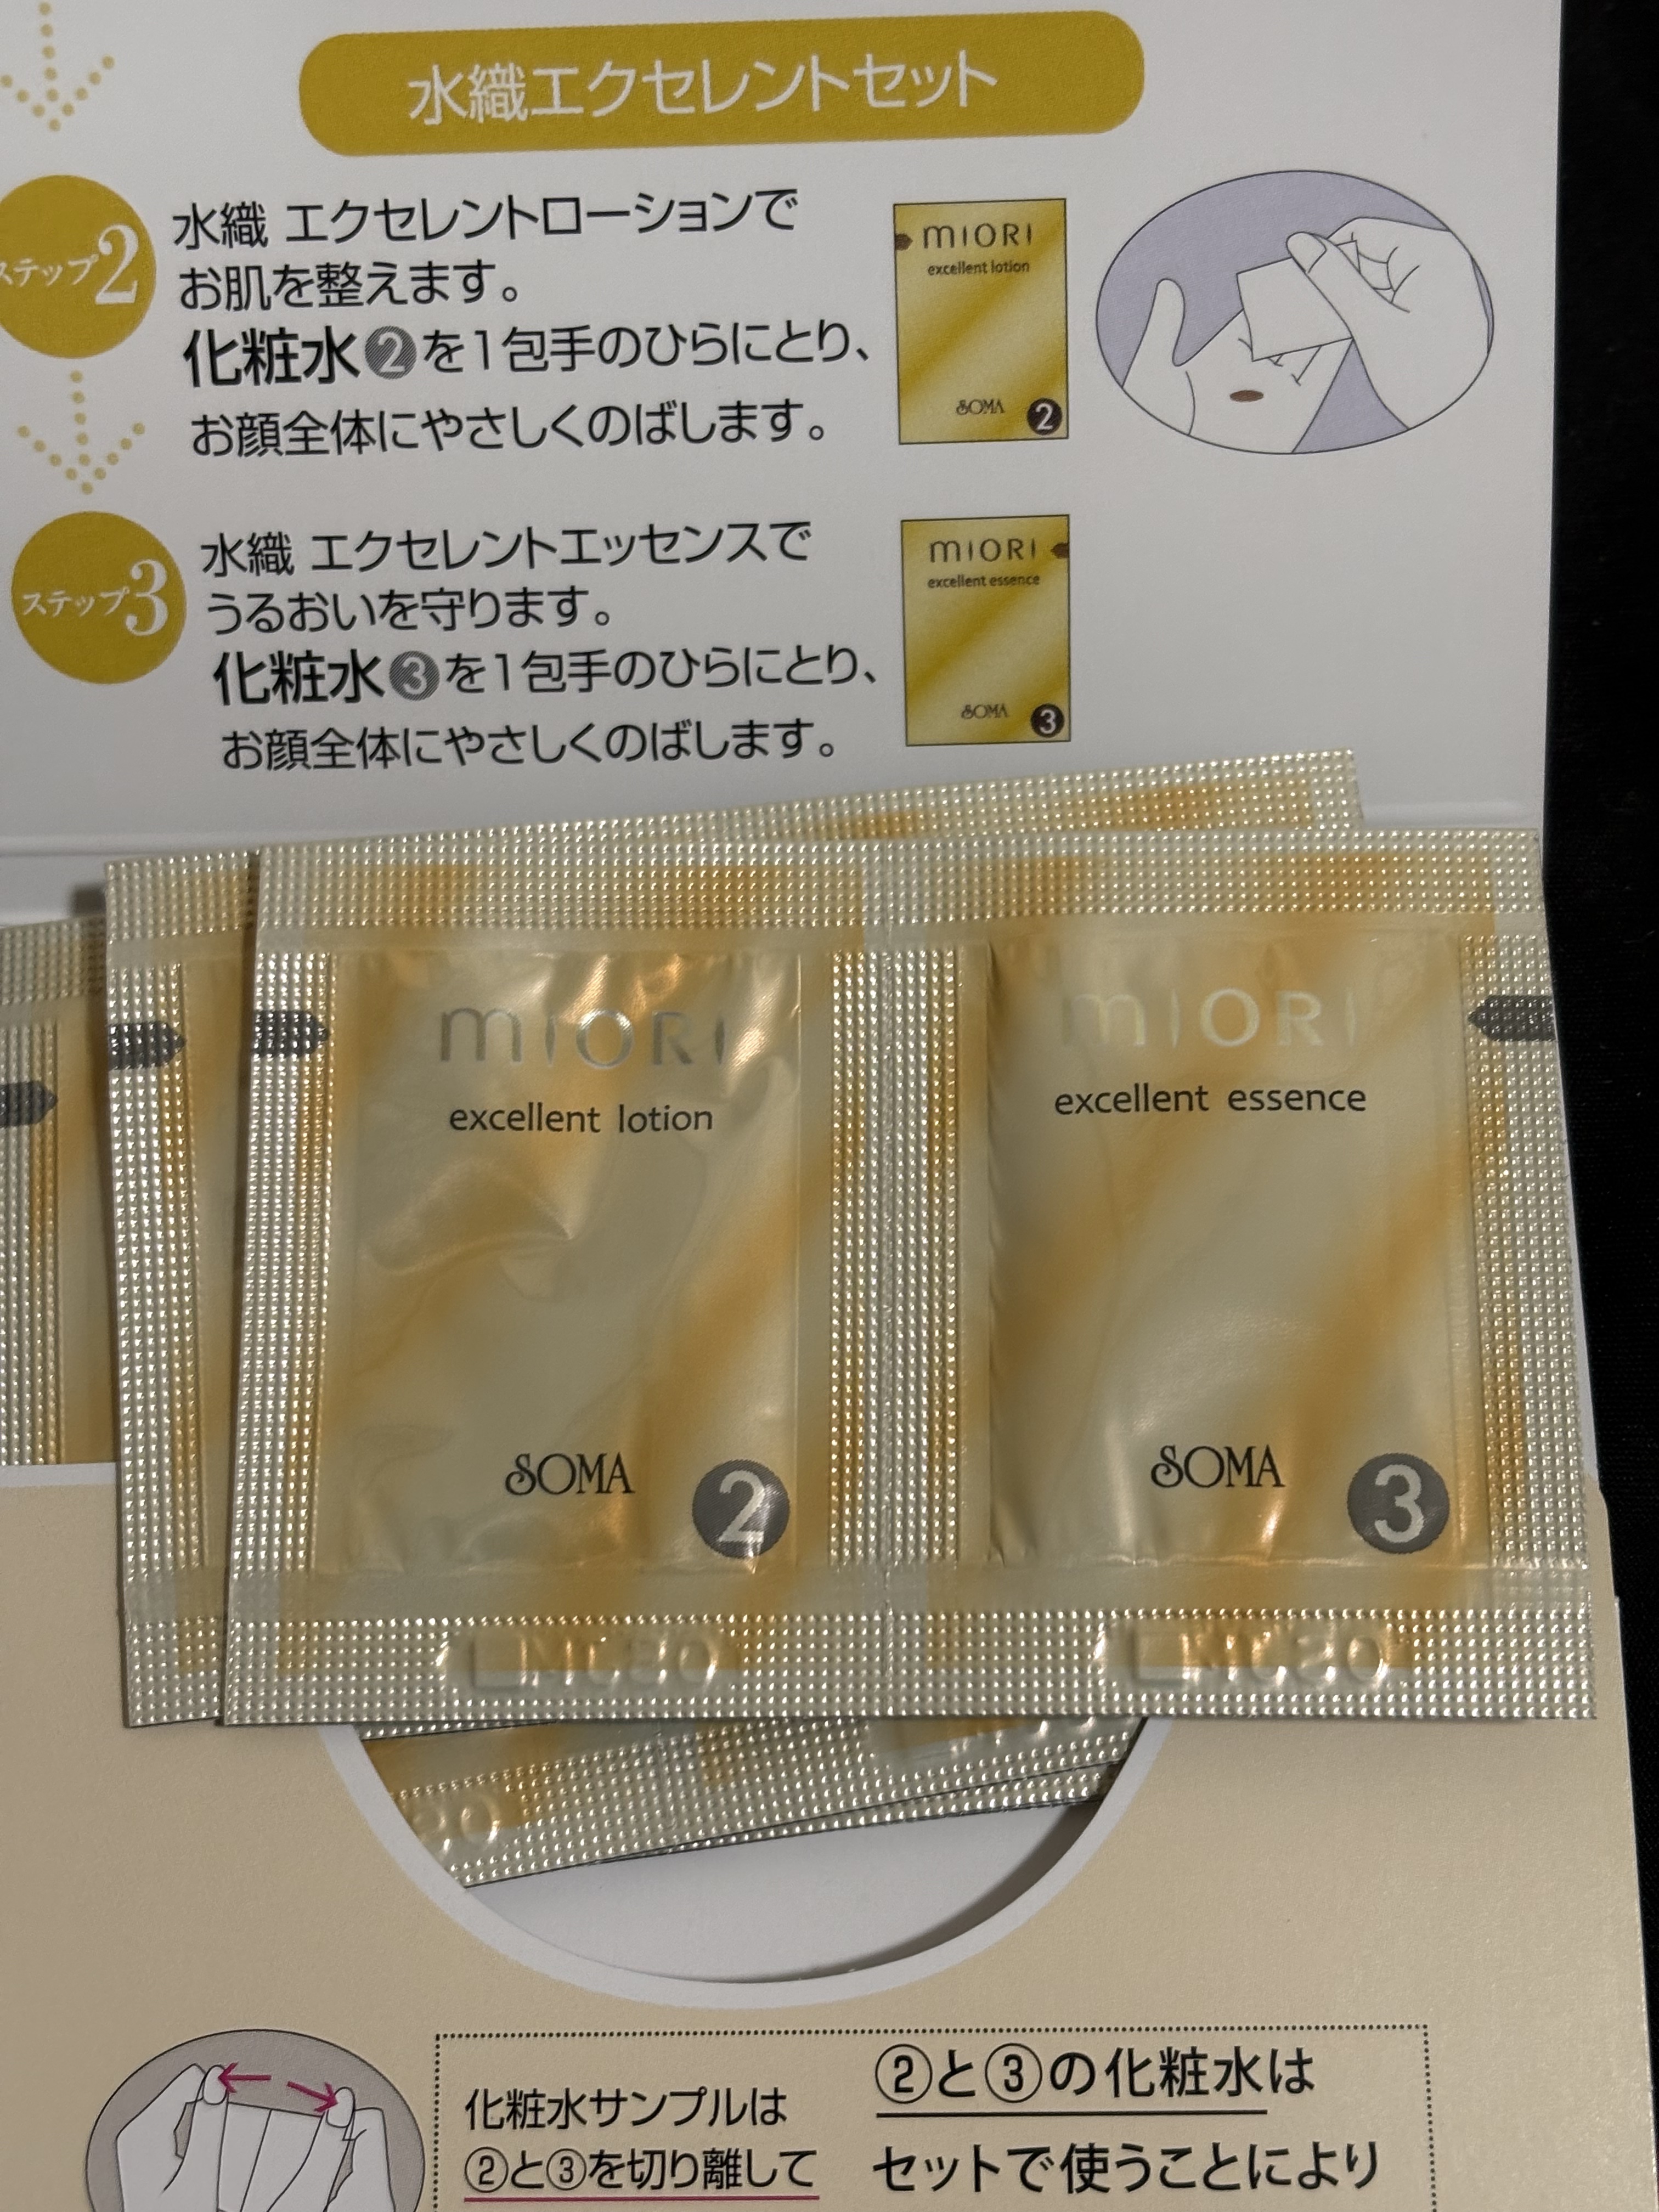 水織エクセレントセット
ステップ2
水織 エクセレントローションで
お肌を整えます。
化粧水❷を1包手のひらにとり、
お顔全体にやさしくのばします。
MIORI
excellent lotion
SOMA
2
ステップ3
水織 エクセレントエッセンスで
うるおいを守ります。
化粧水❸を1包手のひらにとり、
お顔全体にやさしくのばします。
MIORI
excellent essence
SOMA
3
MIORI
excellent lotion
SOMA
2
MIORI
excellent essence
SOMA
3
化粧水サンプルは
②と③を切り離して
②と③の化粧水は
セットで使うことにより